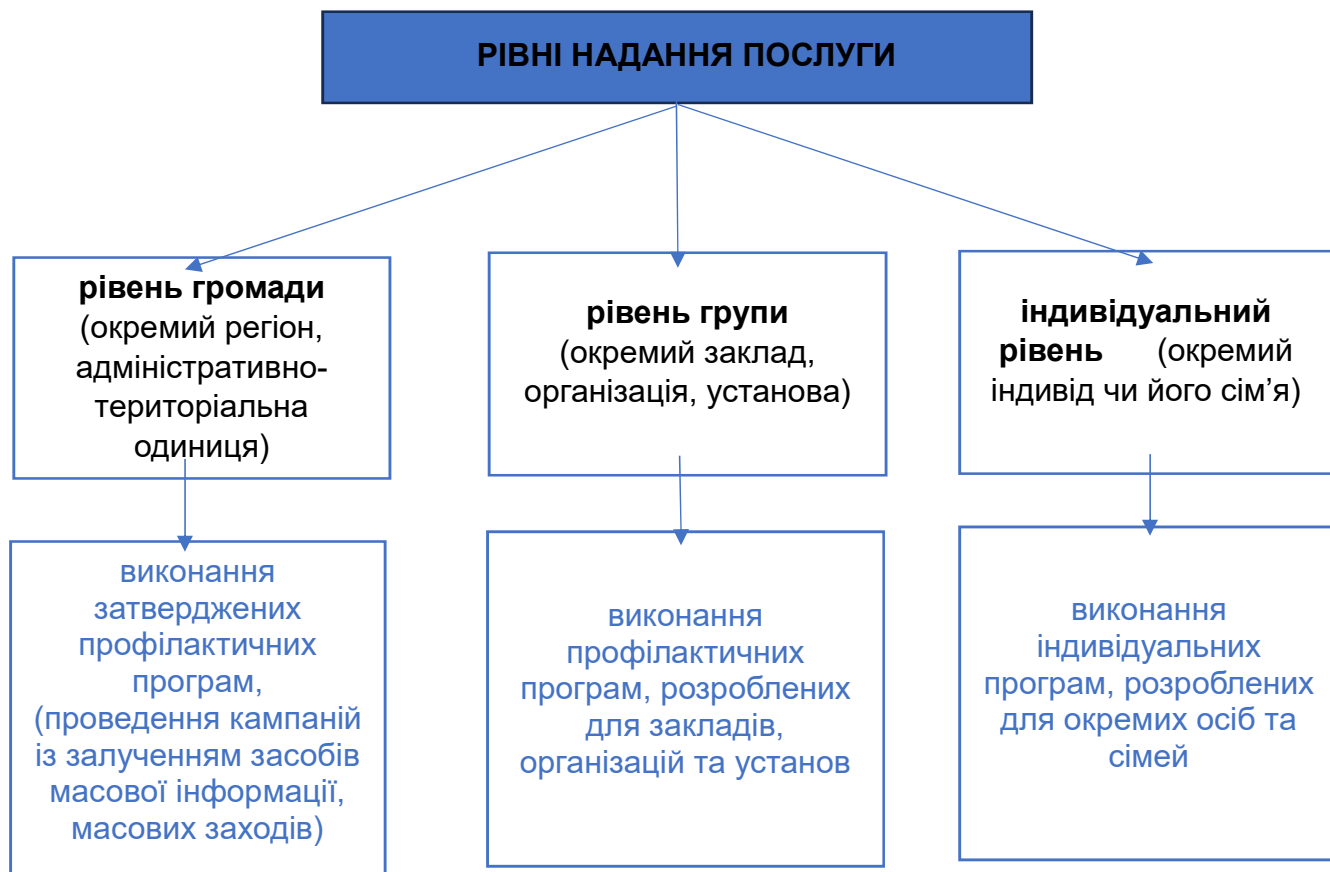 РІВНІ НАДАННЯ ПОСЛУГИ
рівень громади
(окремий регіон,
адміністративно-
територіальна
одиниця)
рівень групи
(окремий заклад,
організація, установа)
індивідуальний
рівень (окремий
індивід чи його сім’я)
виконання
затверджених
профілактичних
програм,
(проведення кампаній
із залученням засобів
масової інформації,
масових заходів)
виконання
профілактичних
програм, розроблених
для закладів,
організацій та установ
виконання
індивідуальних
програм, розроблених
для окремих осіб та
сімей